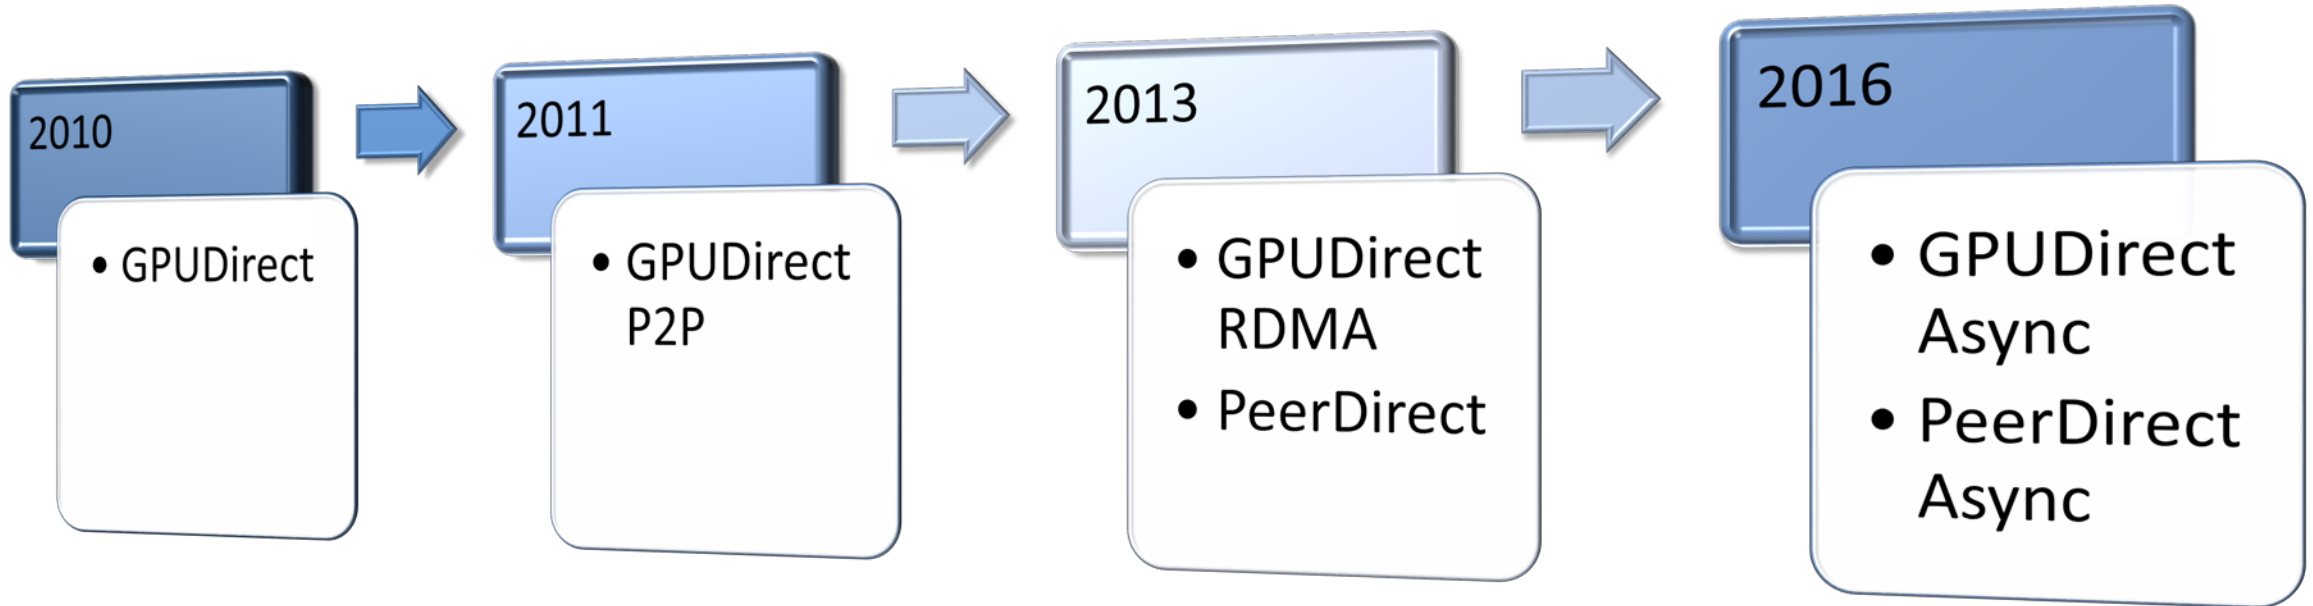 2010
• GPUDirect
2011
• GPUDirect
P2P
2013
• GPUDirect
RDMA
• PeerDirect
2016
• GPUDirect
Async
• PeerDirect
Async